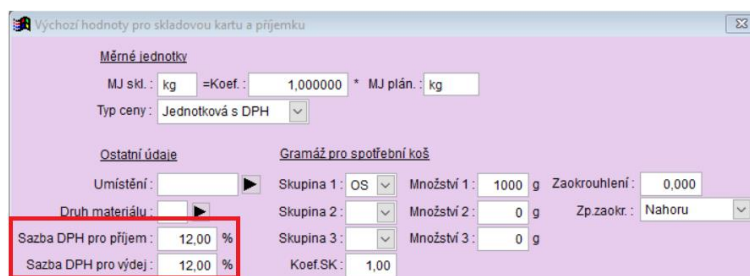 Výchozí hodnoty pro skladovou kartu a příjemku
Měrné jednotky
MJ skl. : kg =Koef. : 1,000000 * MJ plán. : kg
Typ ceny : Jednotková s DPH
Ostatní údaje Gramáž pro spotřební koš
Umístění : Skupina 1 : OS Množství 1 : 1000 g Zaokrouhlení : 0,000
Druh materiálu : Skupina 2 : Množství 2 : 0 g Zp.zaokr. : Nahoru
Sazba DPH pro příjem : 12,00 % Skupina 3 : Množství 3 : 0 g
Sazba DPH pro výdej : 12,00 % Koef.SK : 1,00